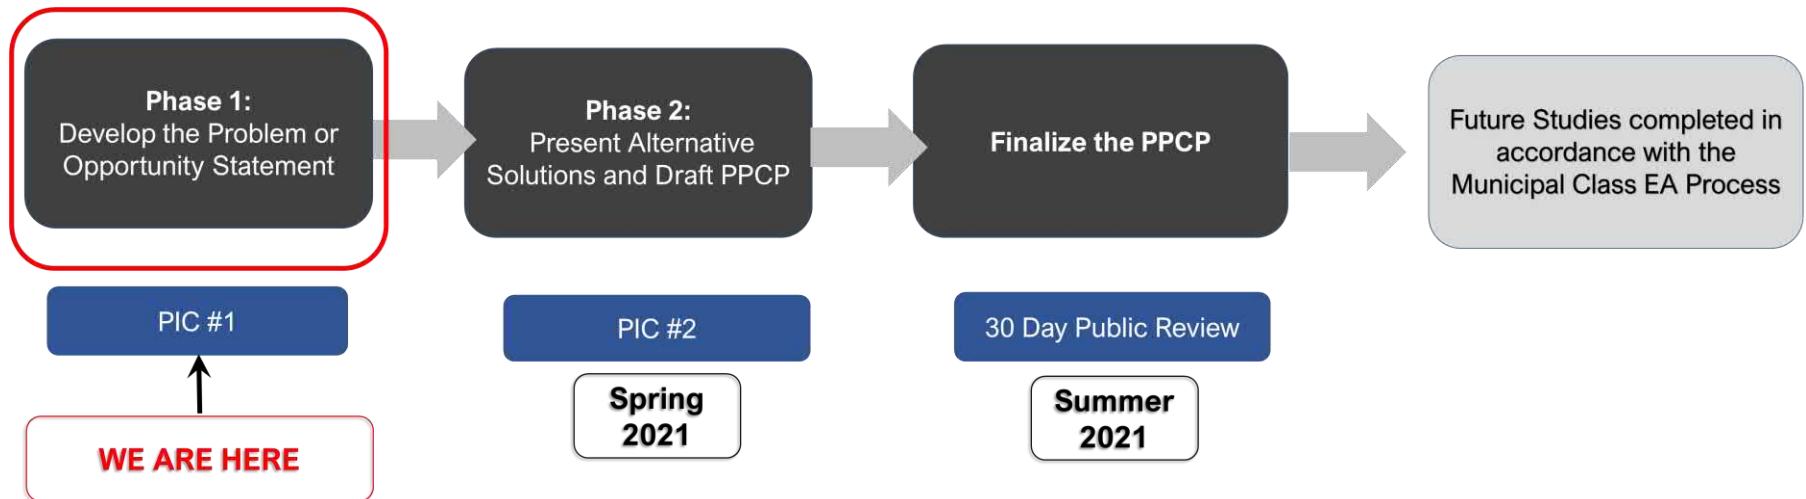 Phase 1:
Develop the Problem or
Opportunity Statement
Phase 2:
Present Alternative
Solutions and Draft PPCP
Finalize the PPCP
Future Studies completed in
accordance with the
Municipal Class EA Process
PIC #1
PIC #2
30 Day Public Review
WE ARE HERE
Spring
2021
Summer
2021